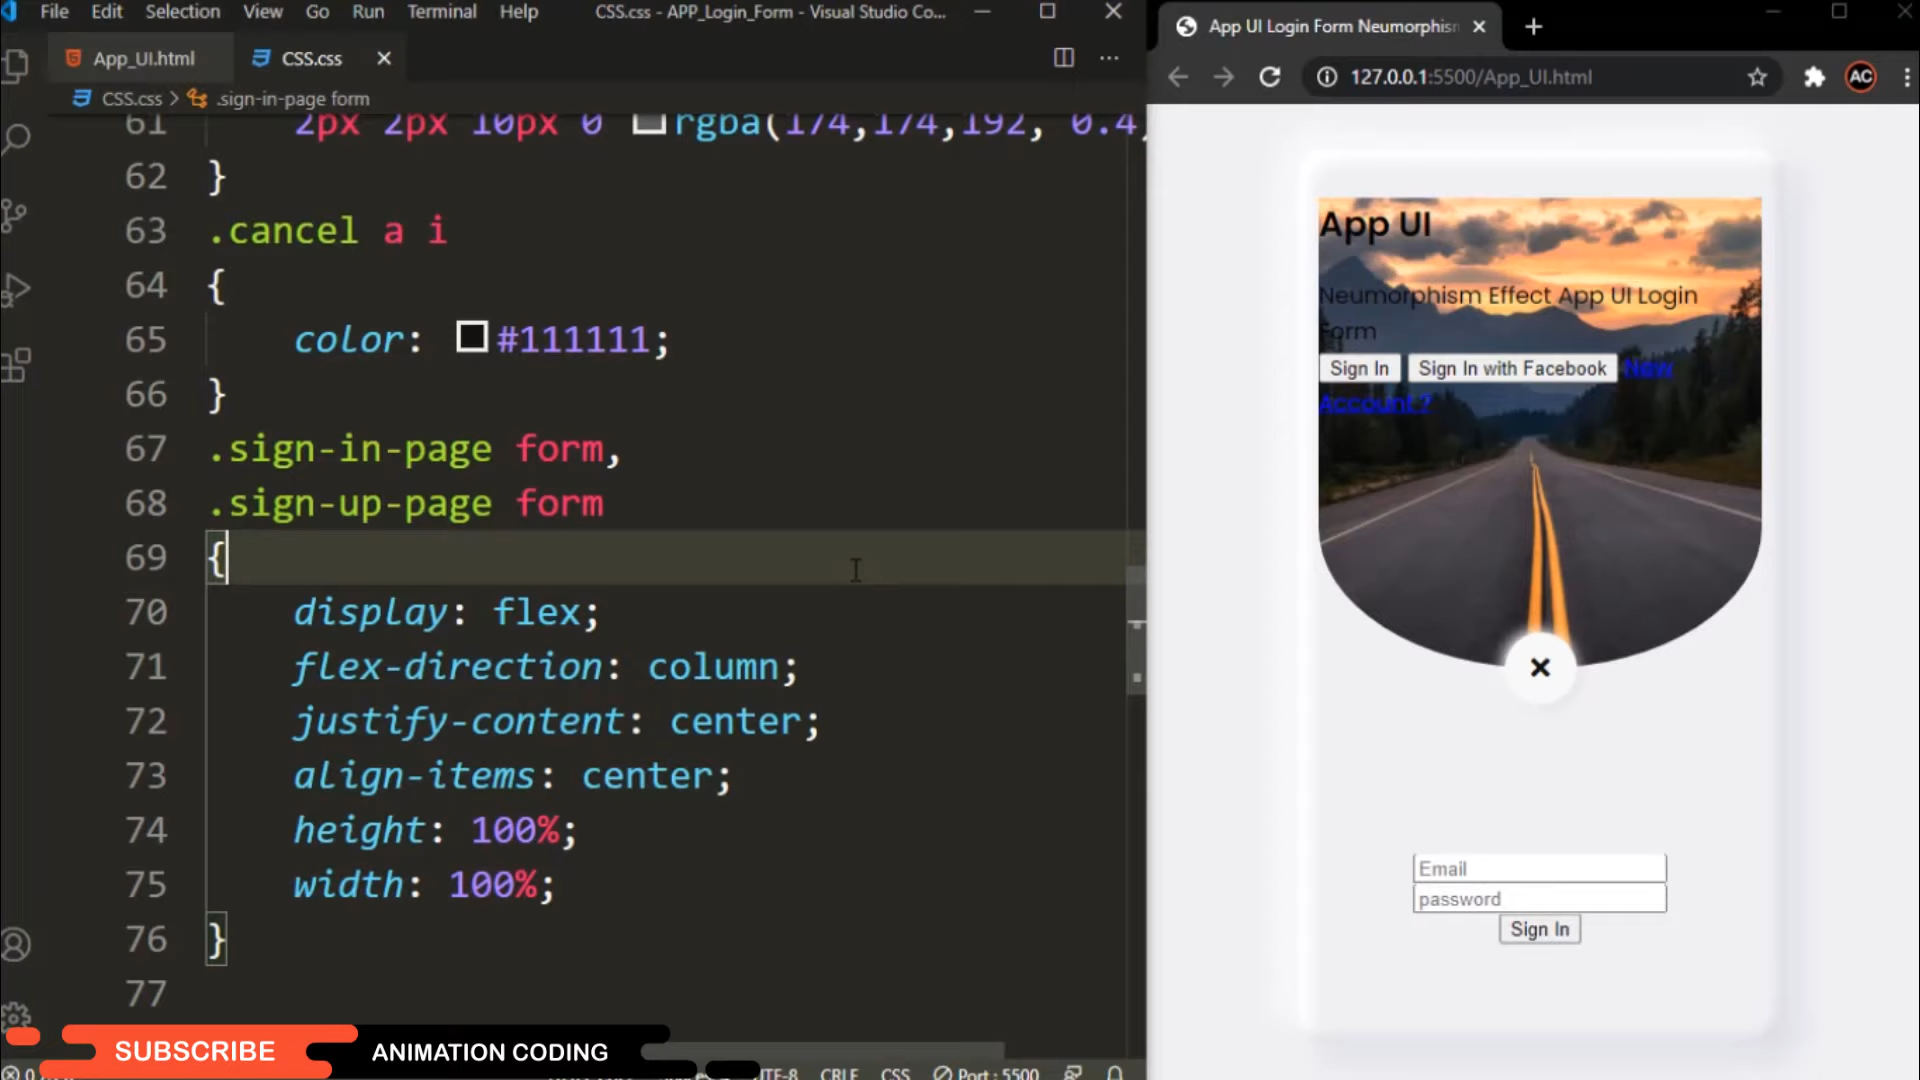 File Edit Selection View Go Run Terminal Help CSS.css - APP_Login_Form - Visual Studio Co...
App_UI.html CSS.css
CSS.css > .sign-in-page form
61 2px 2px 10px 0 rgba(174,174,192, 0.4
62 }
63 .cancel a i
64 {
65 color: #111111;
66 }
67 .sign-in-page form,
68 .sign-up-page form
69 {
70 display: flex;
71 flex-direction: column;
72 justify-content: center;
73 align-items: center;
74 height: 100%;
75 width: 100%;
76 }
77
SUBSCRIBE
ANIMATION CODING
CRLF CSS Port : 5500
App UI Login Form Neumorphism
127.0.0.1:5500/App_UI.html
AC
App UI
Neumorphism Effect App UI Login
Form
Sign In Sign In with Facebook New
Account ?
Email
password
Sign In